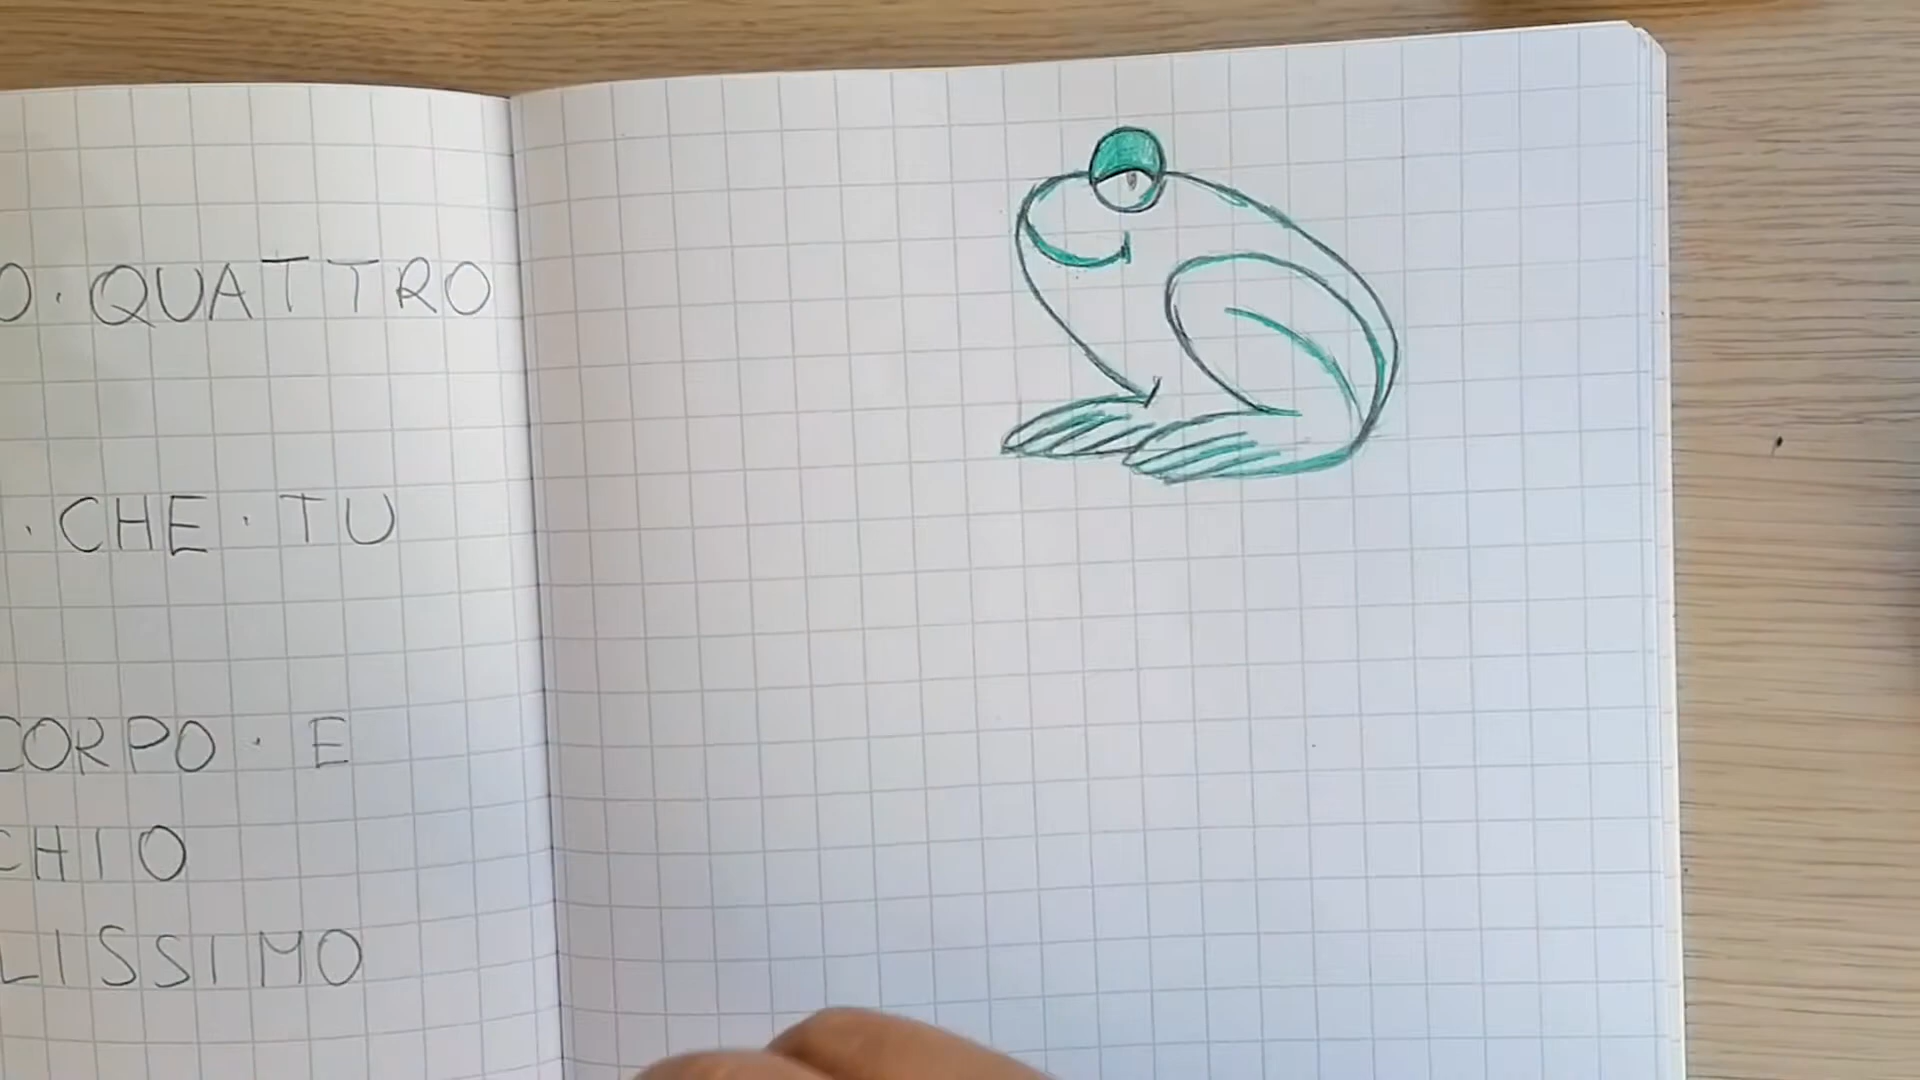 O · QUATTRO
· CHE · TU
CORPO · E
CHIO
LISSIMO